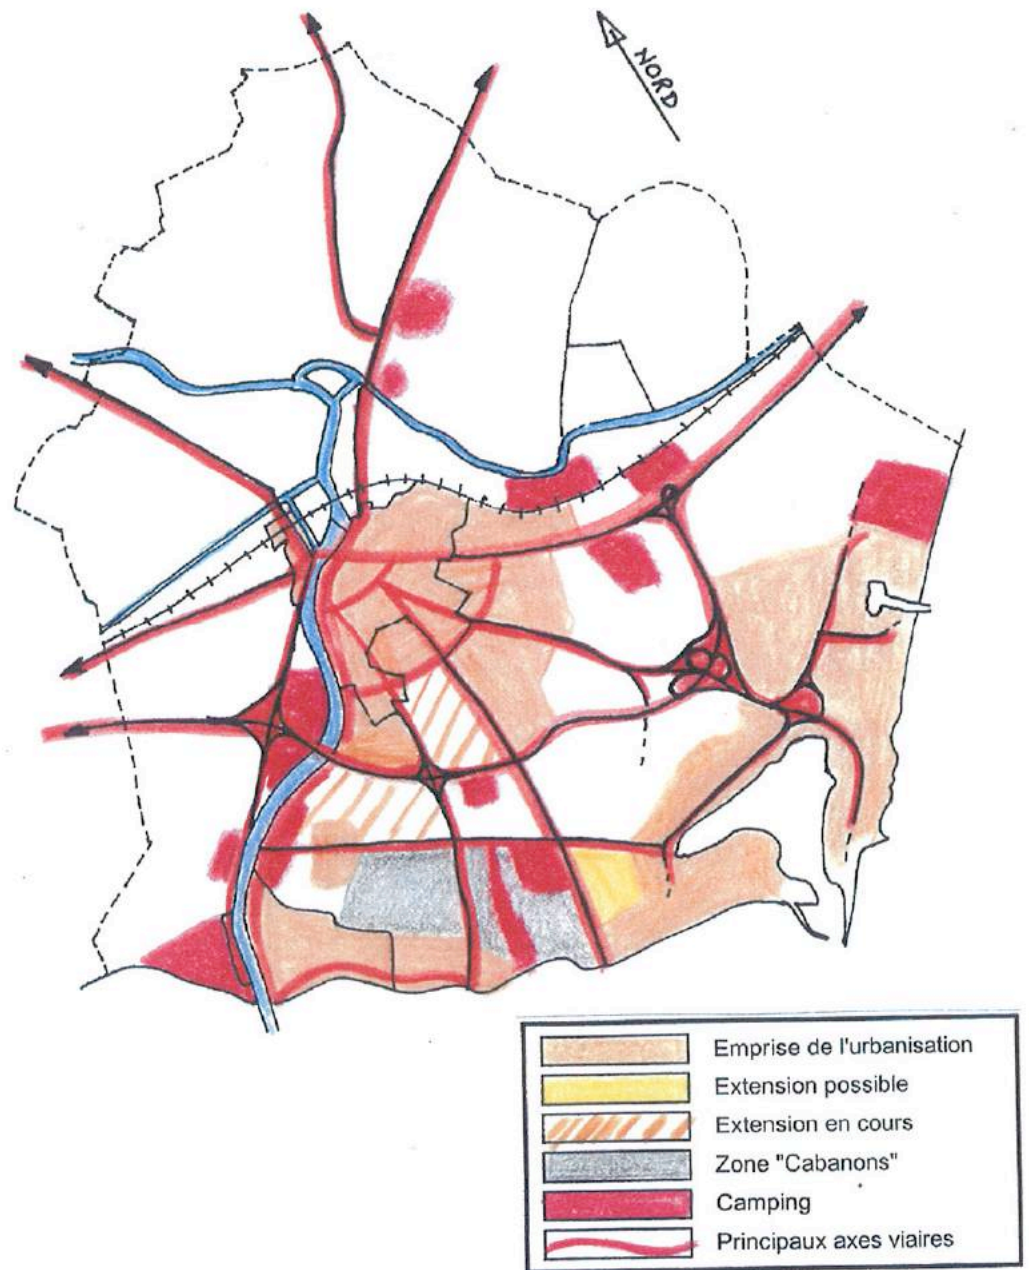 NORD
Emprise de l'urbanisation
Extension possible
Extension en cours
Zone "Cabanons"
Camping
Principaux axes viaires